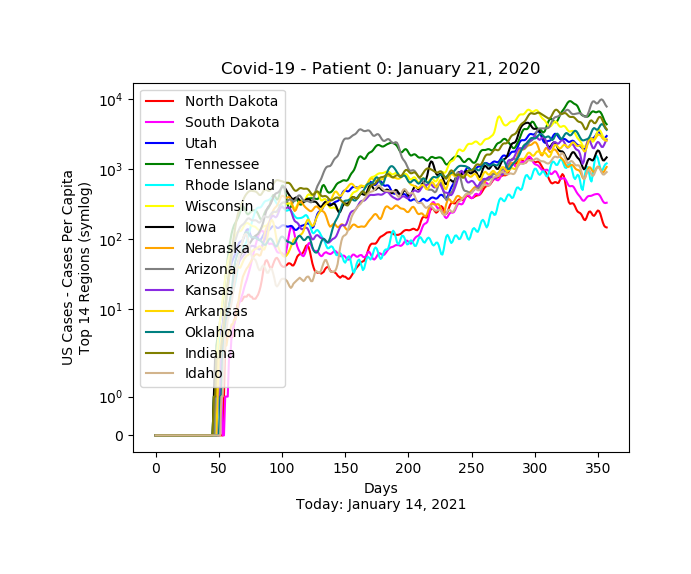 Covid-19 - Patient 0: January 21, 2020
US Cases - Cases Per Capita
Top 14 Regions (symlog)
10^4
10^3
10^2
10^1
10^0
0
North Dakota
South Dakota
Utah
Tennessee
Rhode Island
Wisconsin
Iowa
Nebraska
Arizona
Kansas
Arkansas
Oklahoma
Indiana
Idaho
0 50 100 150 200 250 300 350
Days
Today: January 14, 2021